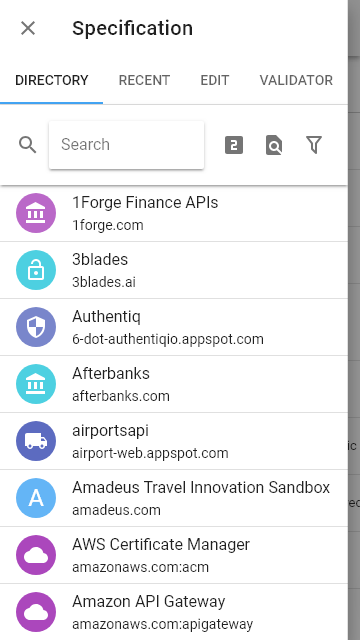 Specification
DIRECTORY RECENT EDIT VALIDATOR
Search
2
1Forge Finance APIs
1forge.com
3blades
3blades.ai
Authentiq
6-dot-authentiqio.appspot.com
Afterbanks
afterbanks.com
airportsapi
airport-web.appspot.com
A
Amadeus Travel Innovation Sandbox
amadeus.com
AWS Certificate Manager
amazonaws.com:acm
Amazon API Gateway
amazonaws.com:apigateway